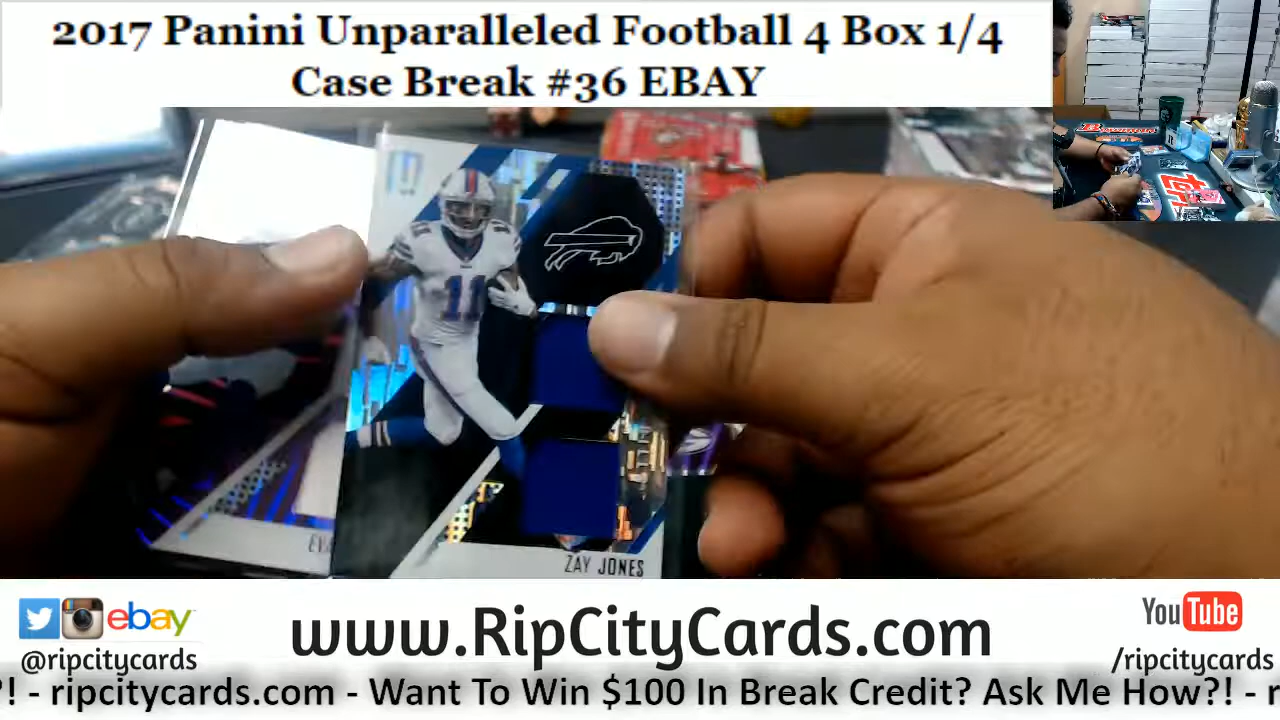 2017 Panini Unparalleled Football 4 Box 1/4
Case Break #36 EBAY
11
ZAY JONES
ebay
@ripcitycards
www.RipCityCards.com
YouTube
/ripcitycards
?! - ripcitycards.com - Want To Win $100 In Break Credit? Ask Me How?! - r